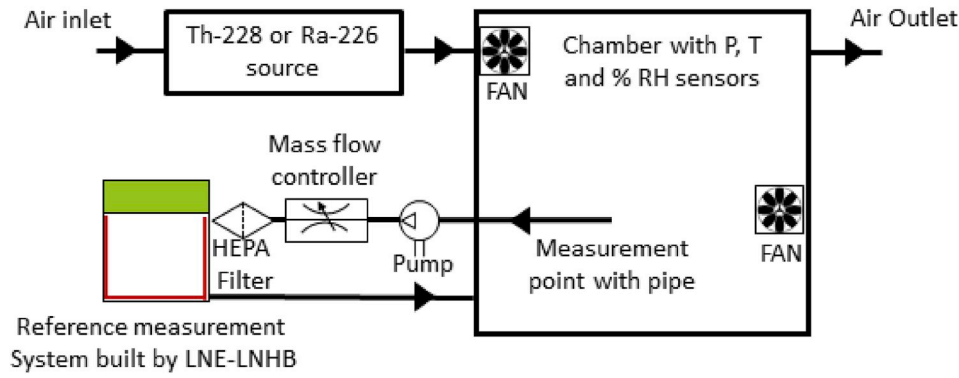 Air inlet
Th-228 or Ra-226
source
FAN
Chamber with P, T
and % RH sensors
Air Outlet
Mass flow
controller
HEPA
Filter
Pump
Measurement
point with pipe
FAN
Reference measurement
System built by LNE-LNHB